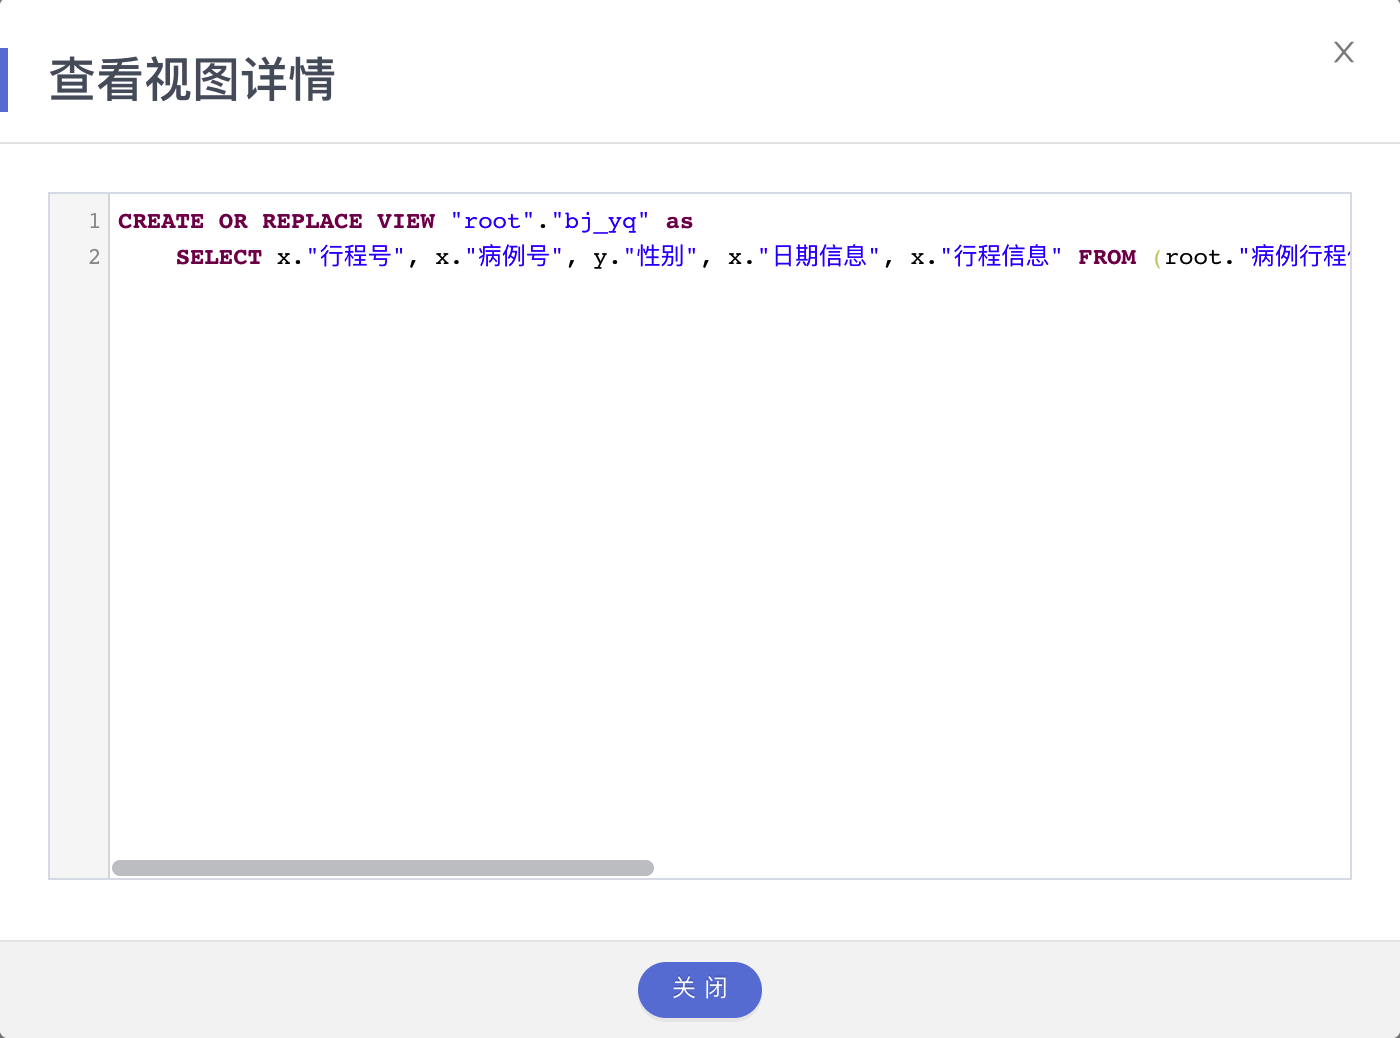 查看视图详情
X
1 CREATE OR REPLACE VIEW "root"."bj_yq" as
2 SELECT x."行程号", x."病例号", y."性别", x."日期信息", x."行程信息" FROM (root."病例行程
关 闭